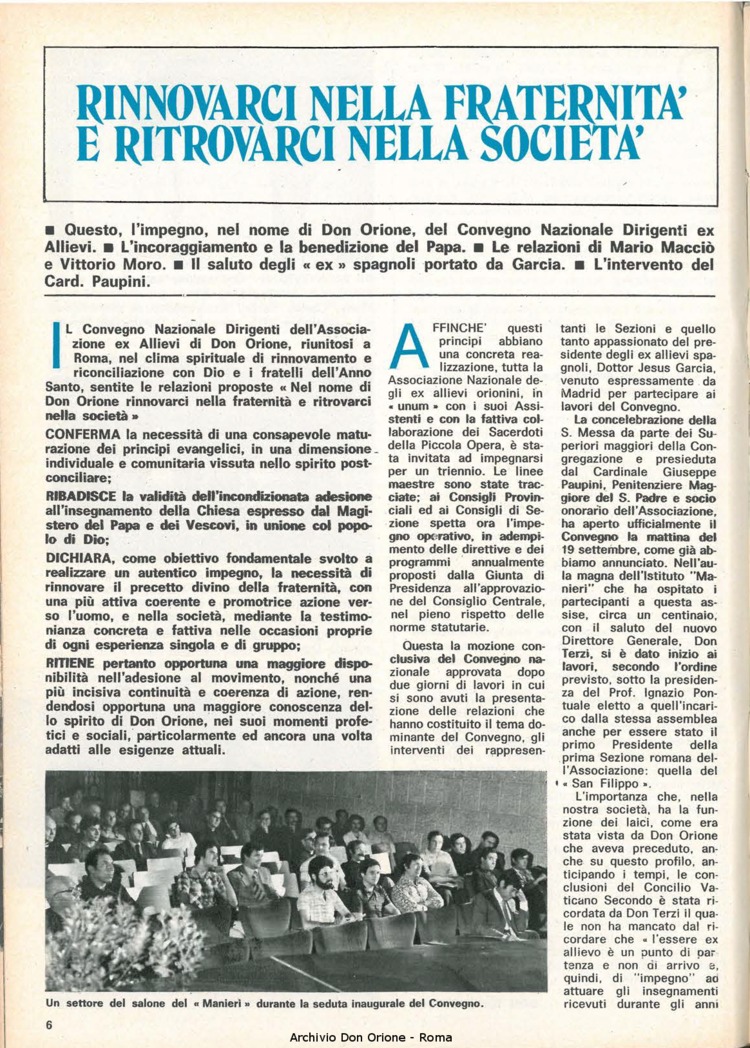 RINNOVARCI NELLA FRATERNITA'
E RITROVARCI NELLA SOCIETA'
■ Questo, l'impegno, nel nome di Don Orione, del Convegno Nazionale Dirigenti ex
Allievi. ■ L'incoraggiamento e la benedizione del Papa. ■ Le relazioni di Mario Macciò
e Vittorio Moro. ■ Il saluto degli « ex » spagnoli portato da Garcia. ■ L'intervento del
Card. Paupini.
IL Convegno Nazionale Dirigenti dell'Associa-
zione ex Allievi di Don Orione, riunitosi a
Roma, nel clima spirituale di rinnovamento e
riconciliazione con Dio e i fratelli dell'Anno
Santo, sentite le relazioni proposte « Nel nome di
Don Orione rinnovarci nella fraternità e ritrovarci
nella società »
CONFERMA la necessità di una consapevole matu-
razione dei principi evangelici, in una dimensione
individuale e comunitaria vissuta nello spirito post-
conciliare;
RIBADISCE la validità dell'incondizionata adesione
all'insegnamento della Chiesa espresso dal Magi-
stero del Papa e dei Vescovi, in unione col popo-
lo di Dio;
DICHIARA, come obiettivo fondamentale svolto a
realizzare un autentico impegno, la necessità di
rinnovare il precetto divino della fraternità, con
una più attiva coerente e promotrice azione ver-
so l'uomo, e nella società, mediante la testimo-
nianza concreta e fattiva nelle occasioni proprie
di ogni esperienza singola e di gruppo;
RITIENE pertanto opportuna una maggiore dispo-
nibilità nell'adesione al movimento, nonché una
più incisiva continuità e coerenza di azione, ren-
dendosi opportuna una maggiore conoscenza del-
lo spirito di Don Orione, nei suoi momenti profe-
tici e sociali, particolarmente ed ancora una volta
adatti alle esigenze attuali.
AFFINCHE' questi
principi abbiano
una concreta rea-
lizzazione, tutta la
Associazione Nazionale de-
gli ex allievi orionini, in
« unum » con i suoi Assi-
stenti e con la fattiva col-
laborazione dei Sacerdoti
della Piccola Opera, è sta-
ta invitata ad impegnarsi
per un triennio. Le linee
maestre sono state trac-
ciate; ai Consigli Provin-
ciali ed ai Consigli di Se-
zione spetta ora l'impe-
gno operativo, in adempi-
mento delle direttive e dei
programmi annualmente
proposti dalla Giunta di
Presidenza all'approvazio-
ne del Consiglio Centrale,
nel pieno rispetto delle
norme statutarie.
Questa la mozione con-
clusiva del Convegno na-
zionale approvata dopo
due giorni di lavori in cui
si sono avuti la presenta-
zione delle relazioni che
hanno costituito il tema do-
minante del Convegno, gli
interventi dei rappresen-
tanti le Sezioni e quello
tanto appassionato del pre-
sidente degli ex allievi spa-
gnoli, Dottor Jesus Garcia,
venuto espressamente da
Madrid per partecipare ai
lavori del Convegno.
La concelebrazione della
S. Messa da parte dei Su-
periori maggiori della Con-
gregazione e presieduta
dal Cardinale Giuseppe
Paupini, Penitenziere Mag-
giore del S. Padre e socio
onorario dell'Associazione,
ha aperto ufficialmente il
Convegno la mattina del
19 settembre, come già ab-
biamo annunciato. Nell'au-
la magna dell'Istituto "Ma-
nieri" che ha ospitato i
partecipanti a questa as-
sise, circa un centinaio,
con il saluto del nuovo
Direttore Generale, Don
Terzi, si è dato inizio ai
lavori, secondo l'ordine
previsto, sotto la presiden-
za del Prof. Ignazio Pon-
tuale eletto a quell'incari-
co dalla stessa assemblea
anche per essere stato il
primo Presidente della
prima Sezione romana del-
l'Associazione: quella del
« San Filippo ».
L'importanza che, nella
nostra società, ha la fun-
zione dei laici, come era
stata vista da Don Orione
che aveva preceduto, an-
che su questo profilo, an-
ticipando i tempi, le con-
clusioni del Concilio Va-
ticano Secondo è stata ri-
cordata da Don Terzi il qua-
le non ha mancato dal ri-
cordare che « l'essere ex
allievo è un punto di par-
tenza e non di arrivo e,
quindi, di "impegno" ad
attuare gli insegnamenti
ricevuti durante gli anni
Un settore del salone del « Manieri » durante la seduta inaugurale del Convegno.
6
Archivio Don Orione - Roma